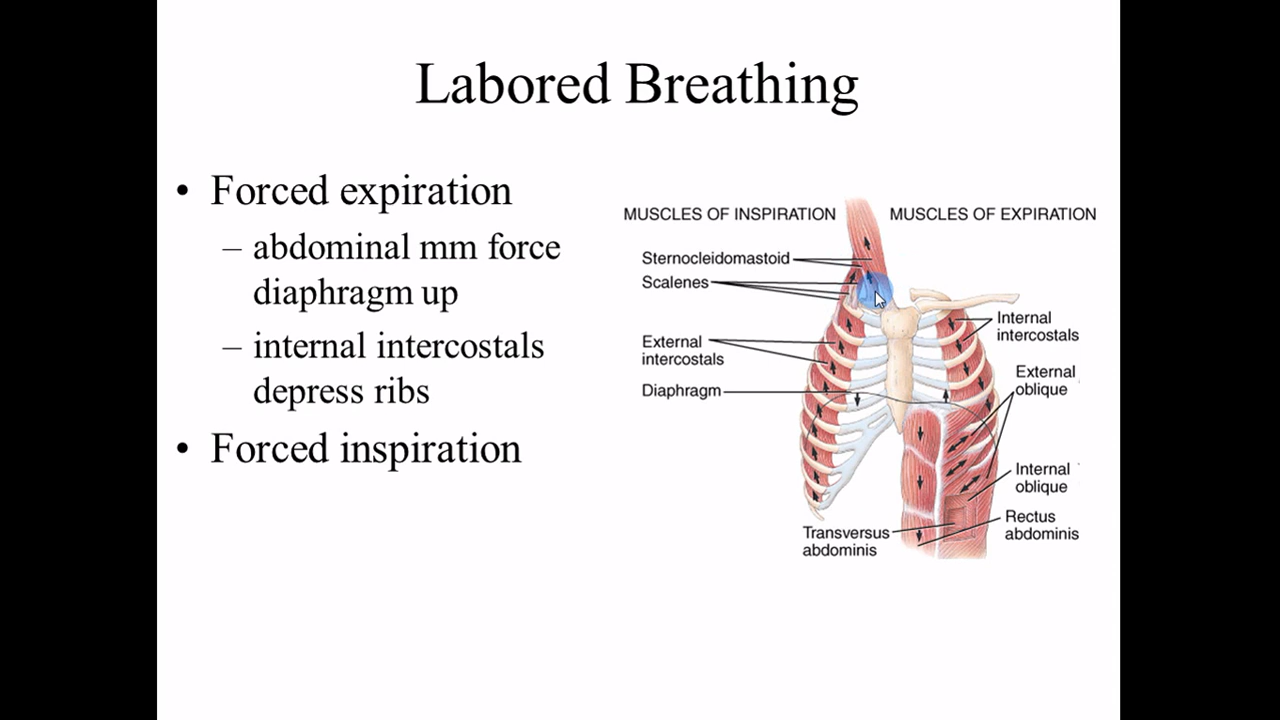 Labored Breathing
• Forced expiration
– abdominal mm force
diaphragm up
– internal intercostals
depress ribs
• Forced inspiration
MUSCLES OF INSPIRATION
MUSCLES OF EXPIRATION
Sternocleidomastoid
Scalenes
External
intercostals
Diaphragm
Internal
intercostals
External
oblique
Internal
oblique
Rectus
abdominis
Transversus
abdominis